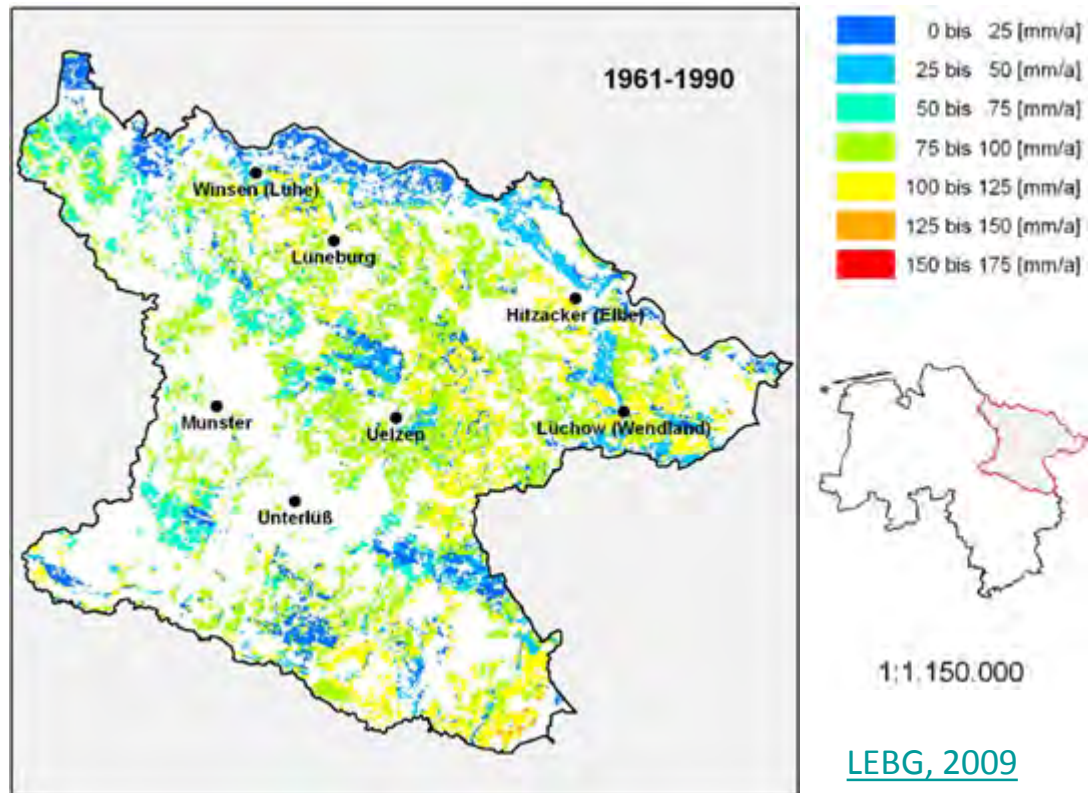 1961-1990
Winsen (Luhe)
Lüneburg
Hitzacker (Elbe)
Munster
Uelzen
Lüchow (Wendland)
Unterlüß
0 bis 25 [mm/a]
25 bis 50 [mm/a]
50 bis 75 [mm/a]
75 bis 100 [mm/a]
100 bis 125 [mm/a]
125 bis 150 [mm/a]
150 bis 175 [mm/a]
1:1.150.000
LEBG, 2009